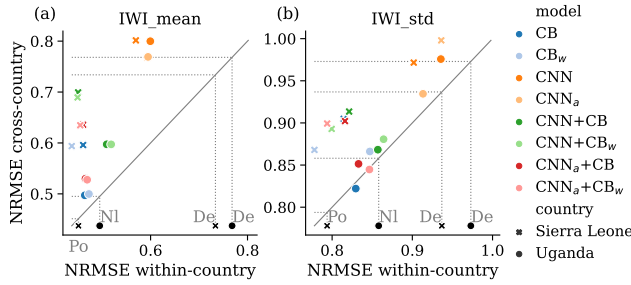 (a) IWI_mean
(b) IWI_std
NRMSE cross-country
0.8
0.7
0.6
0.5
Po
Nl
De
De
0.6
0.8
NRMSE within-country
1.00
0.95
0.90
0.85
0.80
Po
Nl
De
De
0.8
0.9
1.0
NRMSE within-country
model
CB
CB_w
CNN
CNN_a
CNN+CB
CNN+CB_w
CNN_a+CB
CNN_a+CB_w
country
Sierra Leone
Uganda